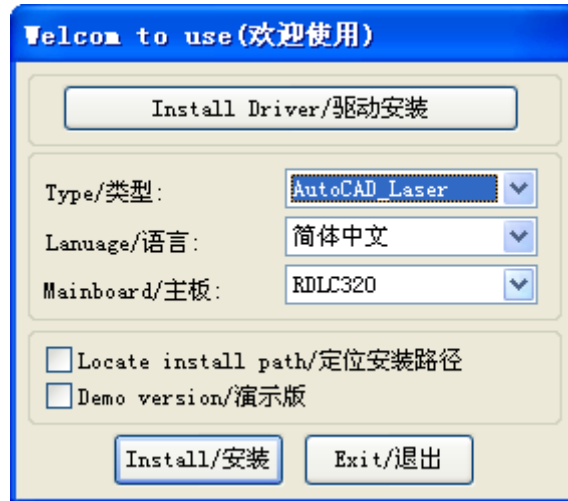 Welcom to use(欢迎使用)
Install Driver/驱动安装
Type/类型:
AutoCAD_Laser
Lanuage/语言:
简体中文
Mainboard/主板:
RDLC320
Locate install path/定位安装路径
Demo version/演示版
Install/安装
Exit/退出